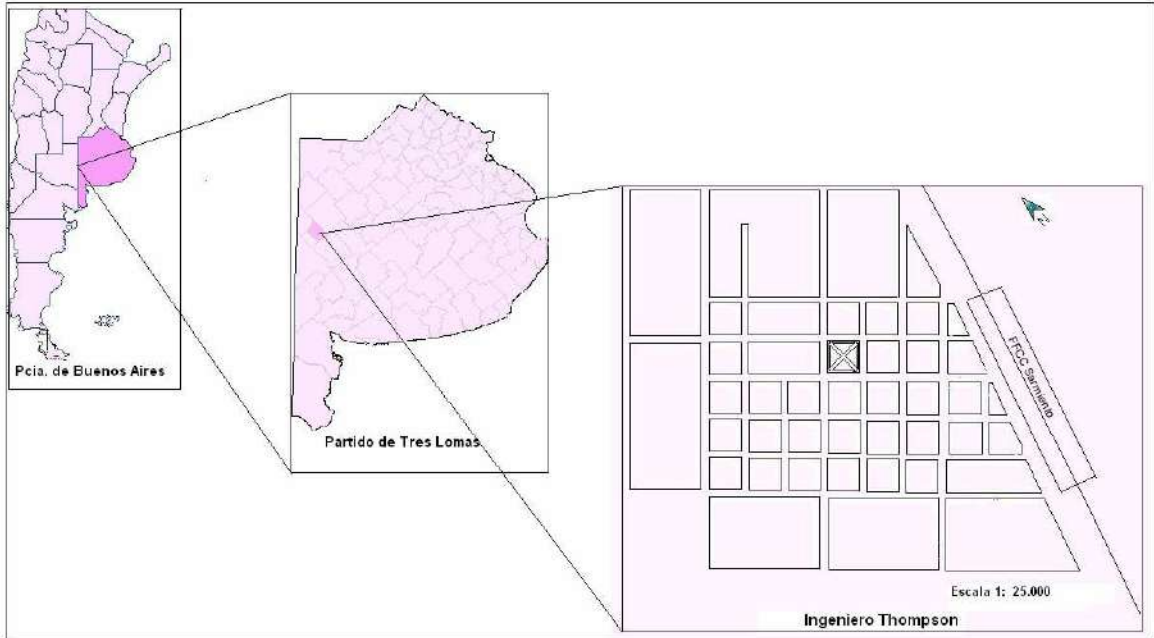 Pcia. de Buenos Aires
Partido de Tres Lomas
N
FFCC Sarmiento
Escala 1: 25.000
Ingeniero Thompson